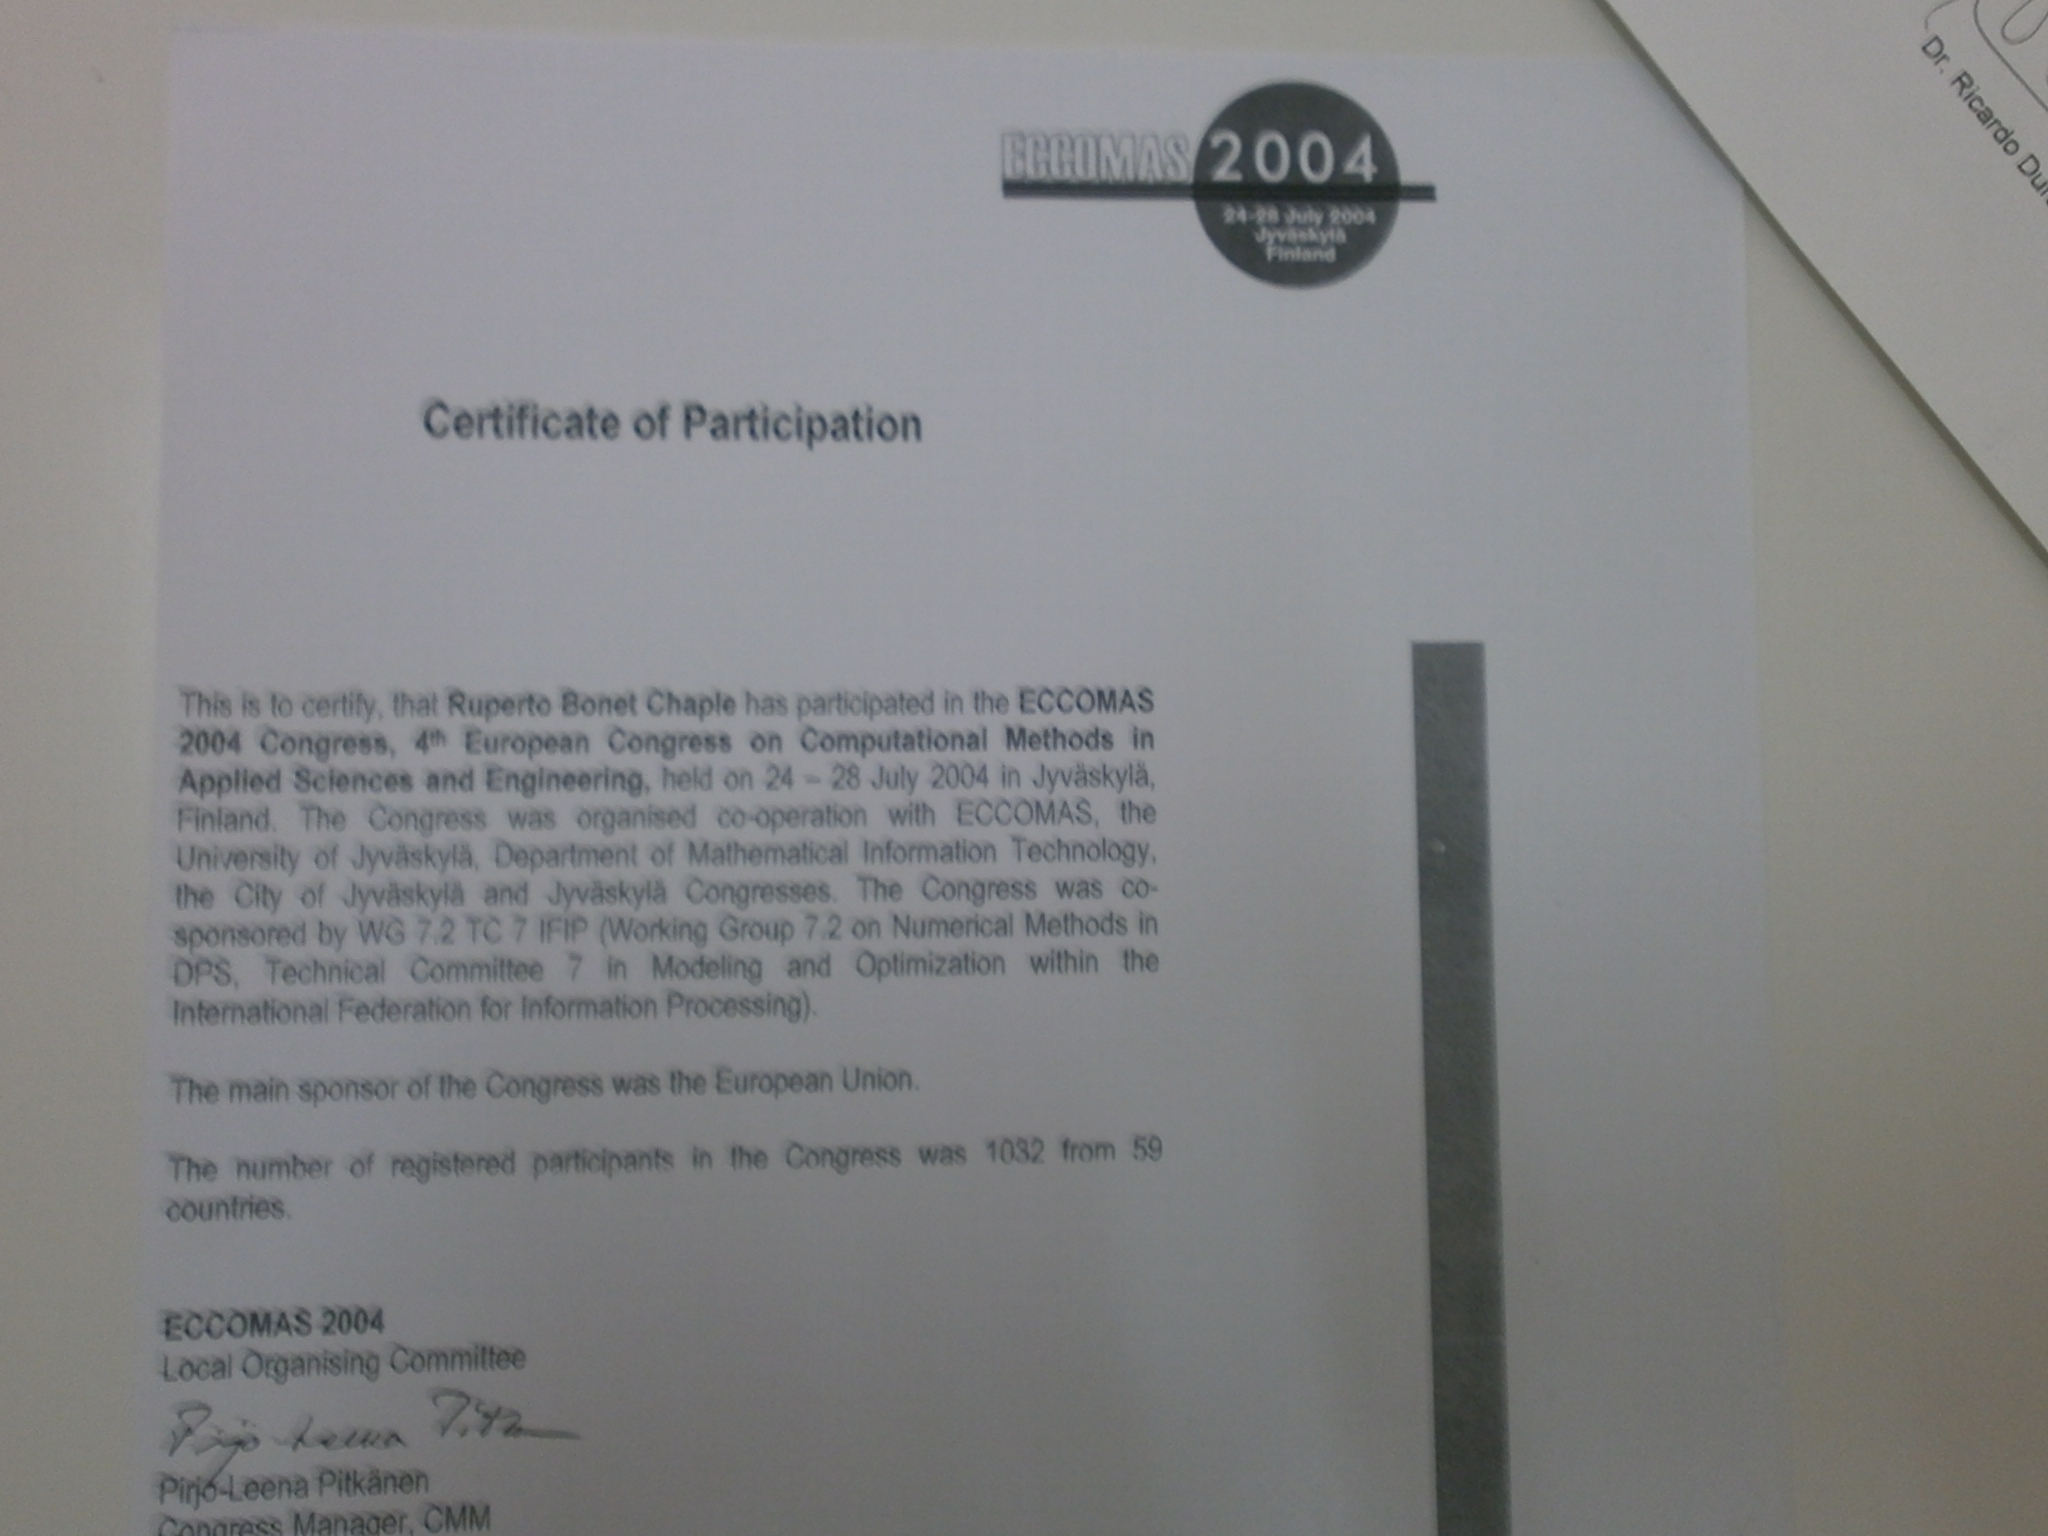 ECCOMAS 2004
24-28 July 2004
Jyväskylä
Finland
Dr. Ricardo
Certificate of Participation
This is to certify, that Ruperto Bonet Chaple has participated in the ECCOMAS
2004 Congress, 4th European Congress on Computational Methods in
Applied Sciences and Engineering, held on 24 – 28 July 2004 in Jyväskylä,
Finland. The Congress was organised co-operation with ECCOMAS, the
University of Jyväskylä, Department of Mathematical Information Technology,
the City of Jyväskylä and Jyväskylä Congresses. The Congress was co-
sponsored by WG 7.2 TC 7 IFIP (Working Group 7.2 on Numerical Methods in
DPS, Technical Committee 7 in Modeling and Optimization within the
International Federation for Information Processing).
The main sponsor of the Congress was the European Union.
The number of registered participants in the Congress was 1032 from 59
countries.
ECCOMAS 2004
Local Organising Committee
Pirjo-Leena Pitkänen
Congress Manager, CMM